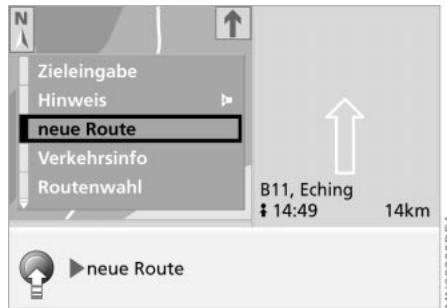 N
Zieleingabe
Hinweis
neue Route
Verkehrsinfo
Routenwahl
B11, Eching
14:49 14km
neue Route